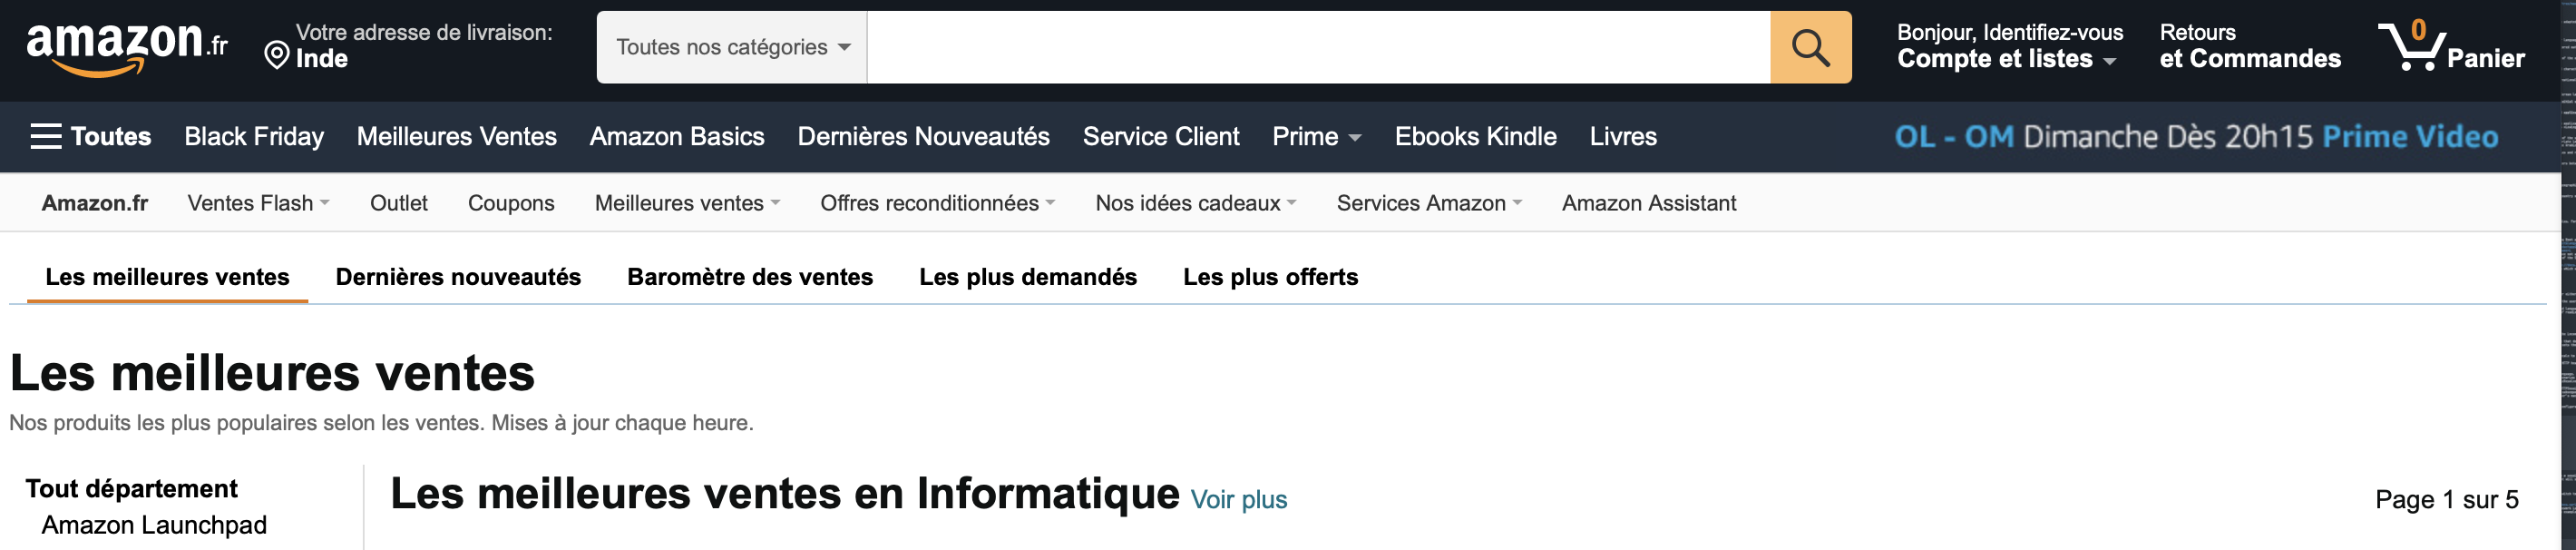 amazon.fr
Votre adresse de livraison:
Inde
Toutes nos catégories
Bonjour, Identifiez-vous
Compte et listes
Retours
et Commandes
0
Panier
Toutes
Black Friday
Meilleures Ventes
Amazon Basics
Dernières Nouveautés
Service Client
Prime
Ebooks Kindle
Livres
OL - OM Dimanche Dès 20h15 Prime Video
Amazon.fr
Ventes Flash
Outlet
Coupons
Meilleures ventes
Offres reconditionnées
Nos idées cadeaux
Services Amazon
Amazon Assistant
Les meilleures ventes
Dernières nouveautés
Baromètre des ventes
Les plus demandés
Les plus offerts
Les meilleures ventes
Nos produits les plus populaires selon les ventes. Mises à jour chaque heure.
Tout département
Amazon Launchpad
Les meilleures ventes en Informatique Voir plus
Page 1 sur 5